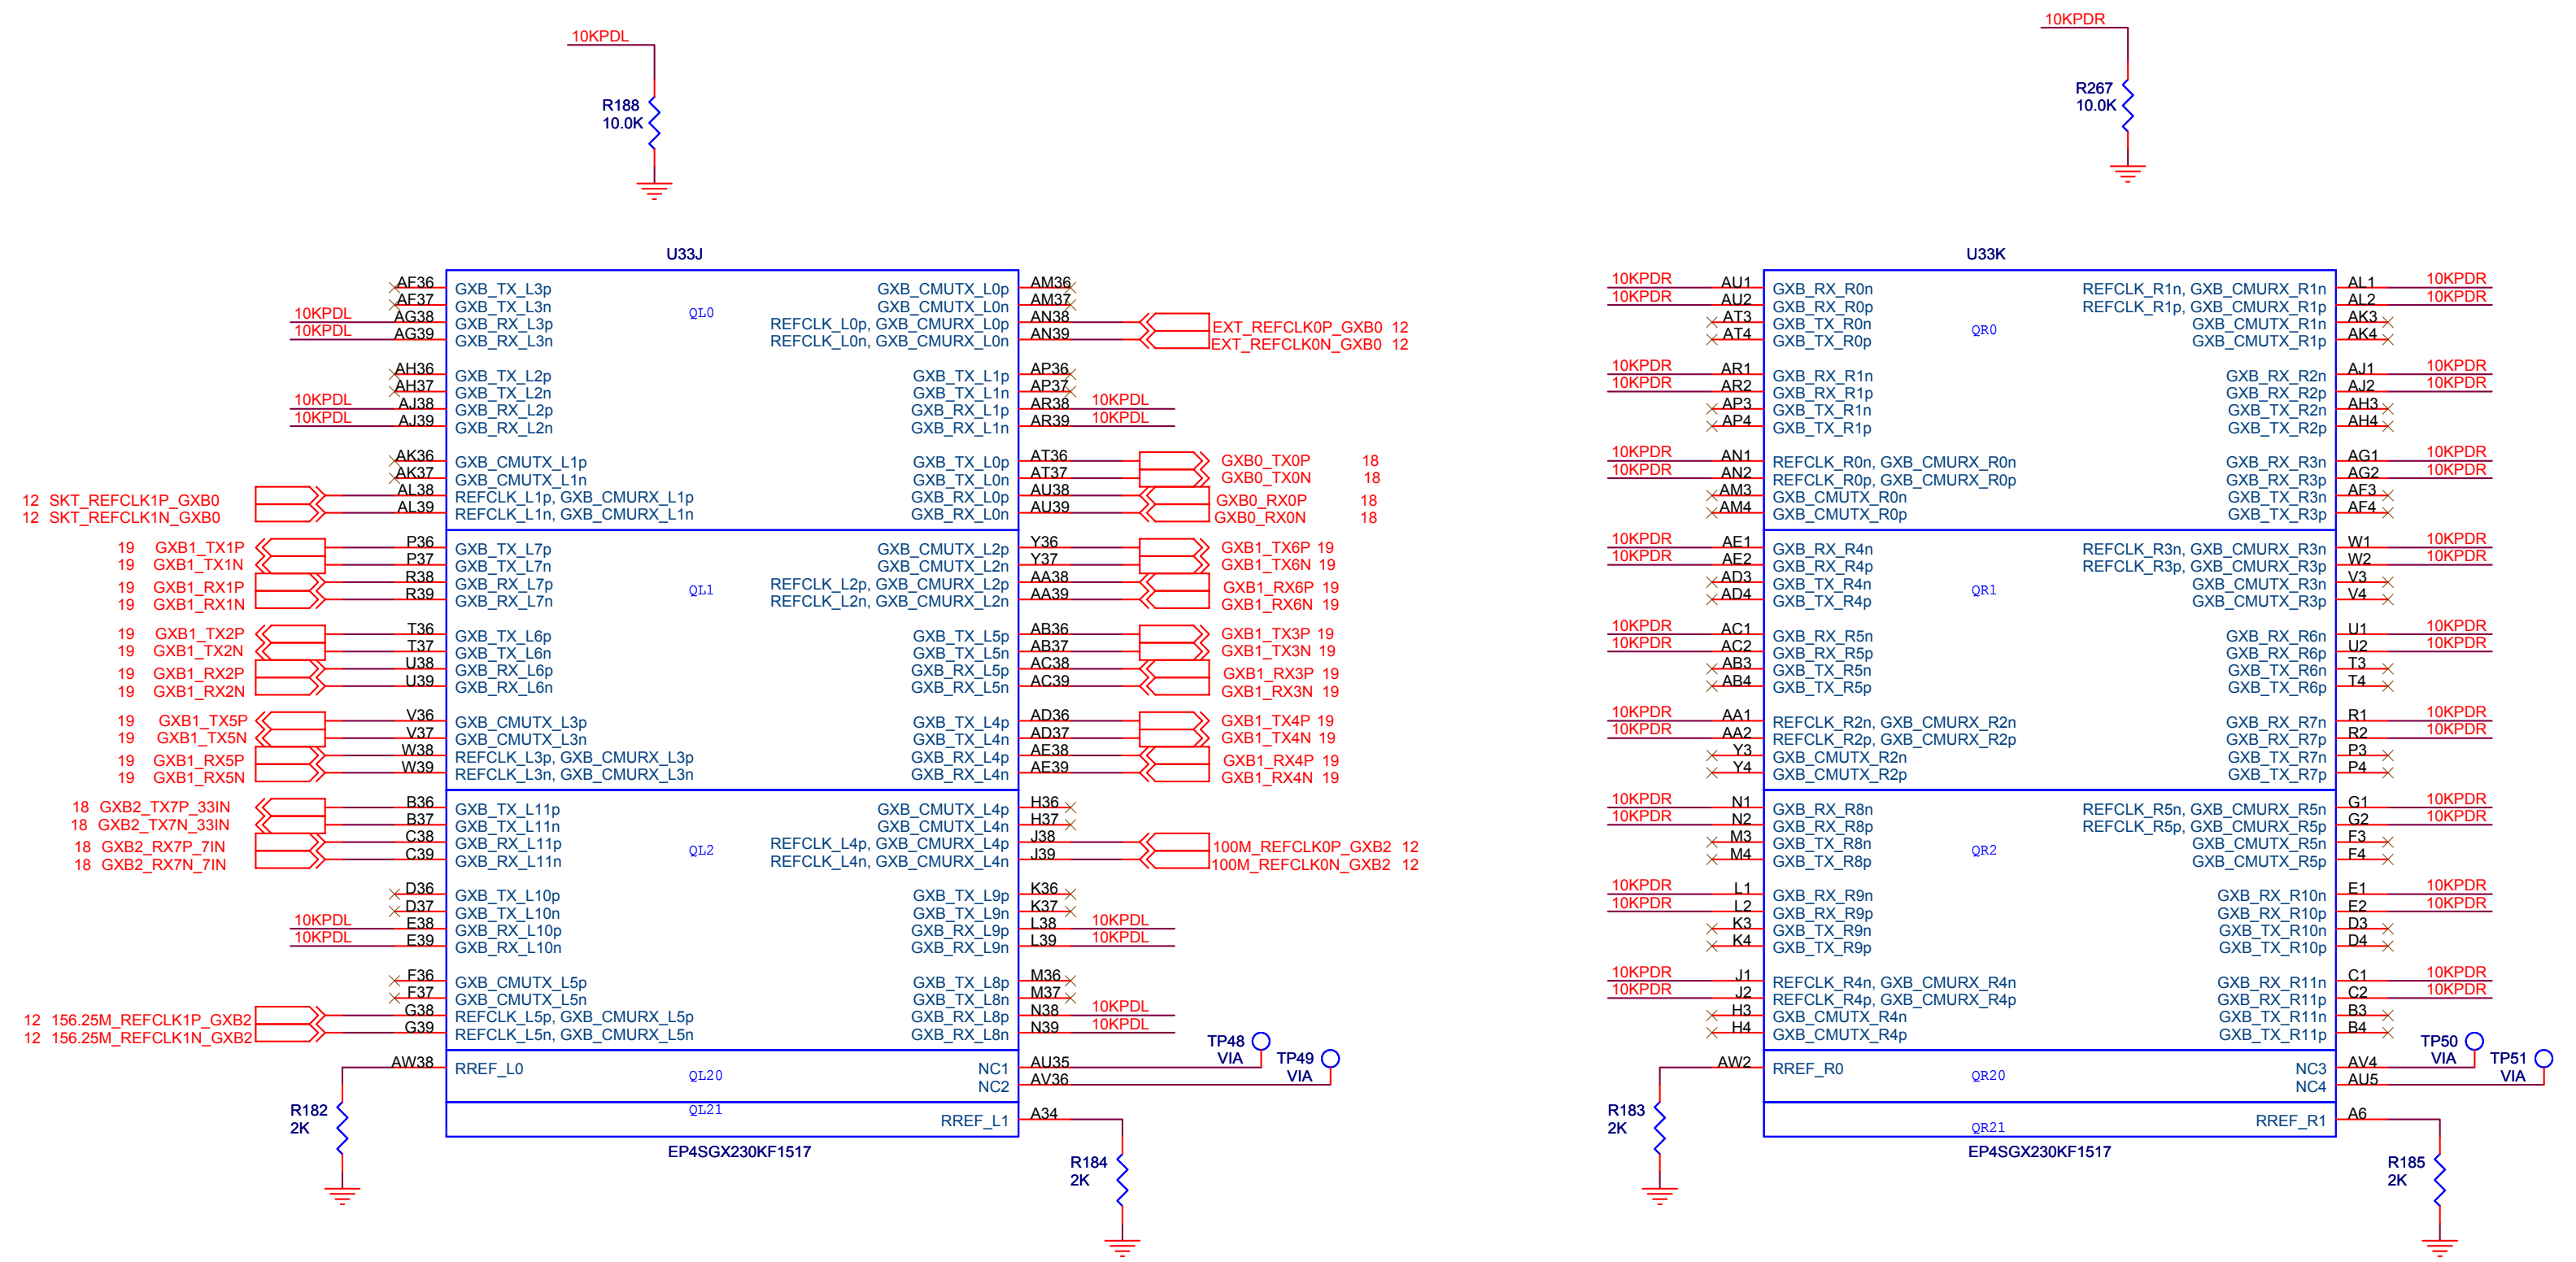 10KPDL
R188
10.0K
10KPDR
R267
10.0K
U33J
AF36 GXB_TX_L3p
AF37 GXB_TX_L3n
10KPDL AG38 GXB_RX_L3p
10KPDL AG39 GXB_RX_L3n
AH36 GXB_TX_L2p
AH37 GXB_TX_L2n
10KPDL AJ38 GXB_RX_L2p
10KPDL AJ39 GXB_RX_L2n
AK36 GXB_CMUTX_L1p
AK37 GXB_CMUTX_L1n
12 SKT_REFCLK1P_GXB0 AL38 REFCLK_L1p, GXB_CMURX_L1p
12 SKT_REFCLK1N_GXB0 AL39 REFCLK_L1n, GXB_CMURX_L1n
QL0
GXB_CMUTX_L0p AM36
GXB_CMUTX_L0n AM37
REFCLK_L0p, GXB_CMURX_L0p AN38 EXT_REFCLK0P_GXB0 12
REFCLK_L0n, GXB_CMURX_L0n AN39 EXT_REFCLK0N_GXB0 12
GXB_TX_L1p AP36
GXB_TX_L1n AP37
GXB_RX_L1p AR38 10KPDL
GXB_RX_L1n AR39 10KPDL
GXB_TX_L0p AT36 GXB0_TX0P 18
GXB_TX_L0n AT37 GXB0_TX0N 18
GXB_RX_L0p AU38 GXB0_RX0P 18
GXB_RX_L0n AU39 GXB0_RX0N 18
19 GXB1_TX1P P36 GXB_TX_L7p
19 GXB1_TX1N P37 GXB_TX_L7n
19 GXB1_RX1P R38 GXB_RX_L7p
19 GXB1_RX1N R39 GXB_RX_L7n
19 GXB1_TX2P T36 GXB_TX_L6p
19 GXB1_TX2N T37 GXB_TX_L6n
19 GXB1_RX2P U38 GXB_RX_L6p
19 GXB1_RX2N U39 GXB_RX_L6n
19 GXB1_TX5P V36 GXB_CMUTX_L3p
19 GXB1_TX5N V37 GXB_CMUTX_L3n
19 GXB1_RX5P W38 REFCLK_L3p, GXB_CMURX_L3p
19 GXB1_RX5N W39 REFCLK_L3n, GXB_CMURX_L3n
QL1
GXB_CMUTX_L2p Y36 GXB1_TX6P 19
GXB_CMUTX_L2n Y37 GXB1_TX6N 19
REFCLK_L2p, GXB_CMURX_L2p AA38 GXB1_RX6P 19
REFCLK_L2n, GXB_CMURX_L2n AA39 GXB1_RX6N 19
GXB_TX_L5p AB36 GXB1_TX3P 19
GXB_TX_L5n AB37 GXB1_TX3N 19
GXB_RX_L5p AC38 GXB1_RX3P 19
GXB_RX_L5n AC39 GXB1_RX3N 19
GXB_TX_L4p AD36 GXB1_TX4P 19
GXB_TX_L4n AD37 GXB1_TX4N 19
GXB_RX_L4p AE38 GXB1_RX4P 19
GXB_RX_L4n AE39 GXB1_RX4N 19
18 GXB2_TX7P_33IN B36 GXB_TX_L11p
18 GXB2_TX7N_33IN B37 GXB_TX_L11n
18 GXB2_RX7P_7IN C38 GXB_RX_L11p
18 GXB2_RX7N_7IN C39 GXB_RX_L11n
D36 GXB_TX_L10p
D37 GXB_TX_L10n
10KPDL E38 GXB_RX_L10p
10KPDL E39 GXB_RX_L10n
F36 GXB_CMUTX_L5p
F37 GXB_CMUTX_L5n
12 156.25M_REFCLK1P_GXB2 G38 REFCLK_L5p, GXB_CMURX_L5p
12 156.25M_REFCLK1N_GXB2 G39 REFCLK_L5n, GXB_CMURX_L5n
QL2
GXB_CMUTX_L4p H36
GXB_CMUTX_L4n H37
REFCLK_L4p, GXB_CMURX_L4p J38 100M_REFCLK0P_GXB2 12
REFCLK_L4n, GXB_CMURX_L4n J39 100M_REFCLK0N_GXB2 12
GXB_TX_L9p K36
GXB_TX_L9n K37
GXB_RX_L9p L38 10KPDL
GXB_RX_L9n L39 10KPDL
GXB_TX_L8p M36
GXB_TX_L8n M37
GXB_RX_L8p N38 10KPDL
GXB_RX_L8n N39 10KPDL
AW38 RREF_L0
QL20
NC1 AU35
NC2 AV36
TP48
VIA
TP49
VIA
QL21
RREF_L1 A34
R182
2K
R184
2K
EP4SGX230KF1517
U33K
10KPDR AU1 GXB_RX_R0n
10KPDR AU2 GXB_RX_R0p
AT3 GXB_TX_R0n
AT4 GXB_TX_R0p
10KPDR AR1 GXB_RX_R1n
10KPDR AR2 GXB_RX_R1p
AP3 GXB_TX_R1n
AP4 GXB_TX_R1p
10KPDR AN1 REFCLK_R0n, GXB_CMURX_R0n
10KPDR AN2 REFCLK_R0p, GXB_CMURX_R0p
AM3 GXB_CMUTX_R0n
AM4 GXB_CMUTX_R0p
QR0
REFCLK_R1n, GXB_CMURX_R1n AL1 10KPDR
REFCLK_R1p, GXB_CMURX_R1p AL2 10KPDR
GXB_CMUTX_R1n AK3
GXB_CMUTX_R1p AK4
GXB_RX_R2n AJ1 10KPDR
GXB_RX_R2p AJ2 10KPDR
GXB_TX_R2n AH3
GXB_TX_R2p AH4
GXB_RX_R3n AG1 10KPDR
GXB_RX_R3p AG2 10KPDR
GXB_TX_R3n AF3
GXB_TX_R3p AF4
10KPDR AE1 GXB_RX_R4n
10KPDR AE2 GXB_RX_R4p
AD3 GXB_TX_R4n
AD4 GXB_TX_R4p
10KPDR AC1 GXB_RX_R5n
10KPDR AC2 GXB_RX_R5p
AB3 GXB_TX_R5n
AB4 GXB_TX_R5p
10KPDR AA1 REFCLK_R2n, GXB_CMURX_R2n
10KPDR AA2 REFCLK_R2p, GXB_CMURX_R2p
Y3 GXB_CMUTX_R2n
Y4 GXB_CMUTX_R2p
QR1
REFCLK_R3n, GXB_CMURX_R3n W1 10KPDR
REFCLK_R3p, GXB_CMURX_R3p W2 10KPDR
GXB_CMUTX_R3n V3
GXB_CMUTX_R3p V4
GXB_RX_R6n U1 10KPDR
GXB_RX_R6p U2 10KPDR
GXB_TX_R6n T3
GXB_TX_R6p T4
GXB_RX_R7n R1 10KPDR
GXB_RX_R7p R2 10KPDR
GXB_TX_R7n P3
GXB_TX_R7p P4
10KPDR N1 GXB_RX_R8n
10KPDR N2 GXB_RX_R8p
M3 GXB_TX_R8n
M4 GXB_TX_R8p
10KPDR L1 GXB_RX_R9n
10KPDR L2 GXB_RX_R9p
K3 GXB_TX_R9n
K4 GXB_TX_R9p
10KPDR J1 REFCLK_R4n, GXB_CMURX_R4n
10KPDR J2 REFCLK_R4p, GXB_CMURX_R4p
H3 GXB_CMUTX_R4n
H4 GXB_CMUTX_R4p
QR2
REFCLK_R5n, GXB_CMURX_R5n G1 10KPDR
REFCLK_R5p, GXB_CMURX_R5p G2 10KPDR
GXB_CMUTX_R5n F3
GXB_CMUTX_R5p F4
GXB_RX_R10n E1 10KPDR
GXB_RX_R10p E2 10KPDR
GXB_TX_R10n D3
GXB_TX_R10p D4
GXB_RX_R11n C1 10KPDR
GXB_RX_R11p C2 10KPDR
GXB_TX_R11n B3
GXB_TX_R11p B4
AW2 RREF_R0
QR20
NC3 AV4
NC4 AU5
TP50
VIA
TP51
VIA
QR21
RREF_R1 A6
R183
2K
R185
2K
EP4SGX230KF1517